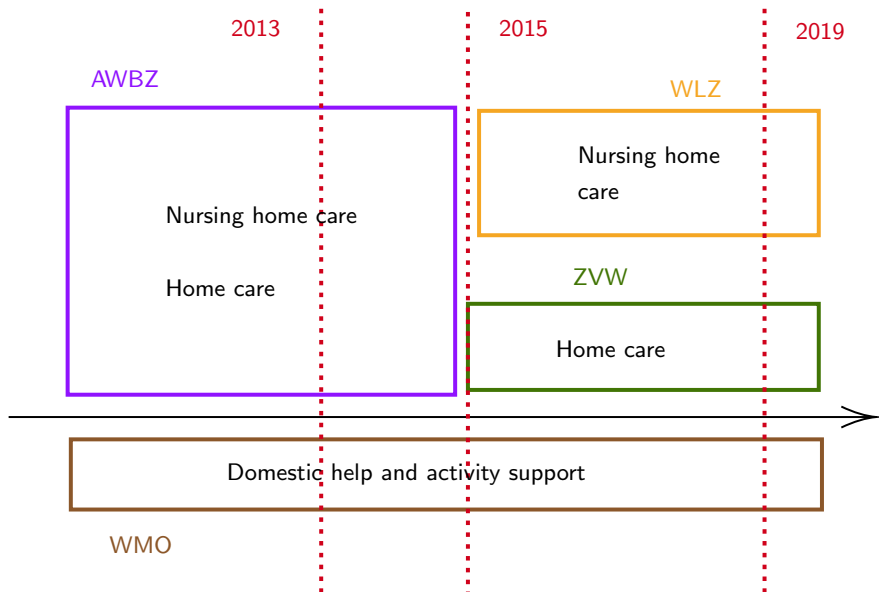 2013
2015
2019
AWBZ
WLZ
Nursing home
care
Nursing home care
ZVW
Home care
Home care
Domestic help and activity support
WMO